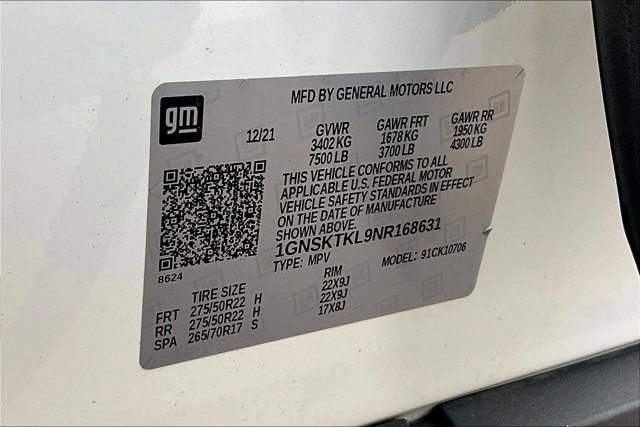 gm
MFD BY GENERAL MOTORS LLC
12/21 GVWR GAWR FRT GAWR RR
3402 KG 1678 KG 1950 KG
7500 LB 3700 LB 4300 LB
THIS VEHICLE CONFORMS TO ALL
APPLICABLE U.S. FEDERAL MOTOR
VEHICLE SAFETY STANDARDS IN EFFECT
ON THE DATE OF MANUFACTURE
SHOWN ABOVE.
1GNSKTKL9NR168631
TYPE: MPV MODEL: 91CK10706
8624
TIRE SIZE RIM
FRT 275/50R22 H 22X9J
RR 275/50R22 H 22X9J
SPA 265/70R17 S 17X8J